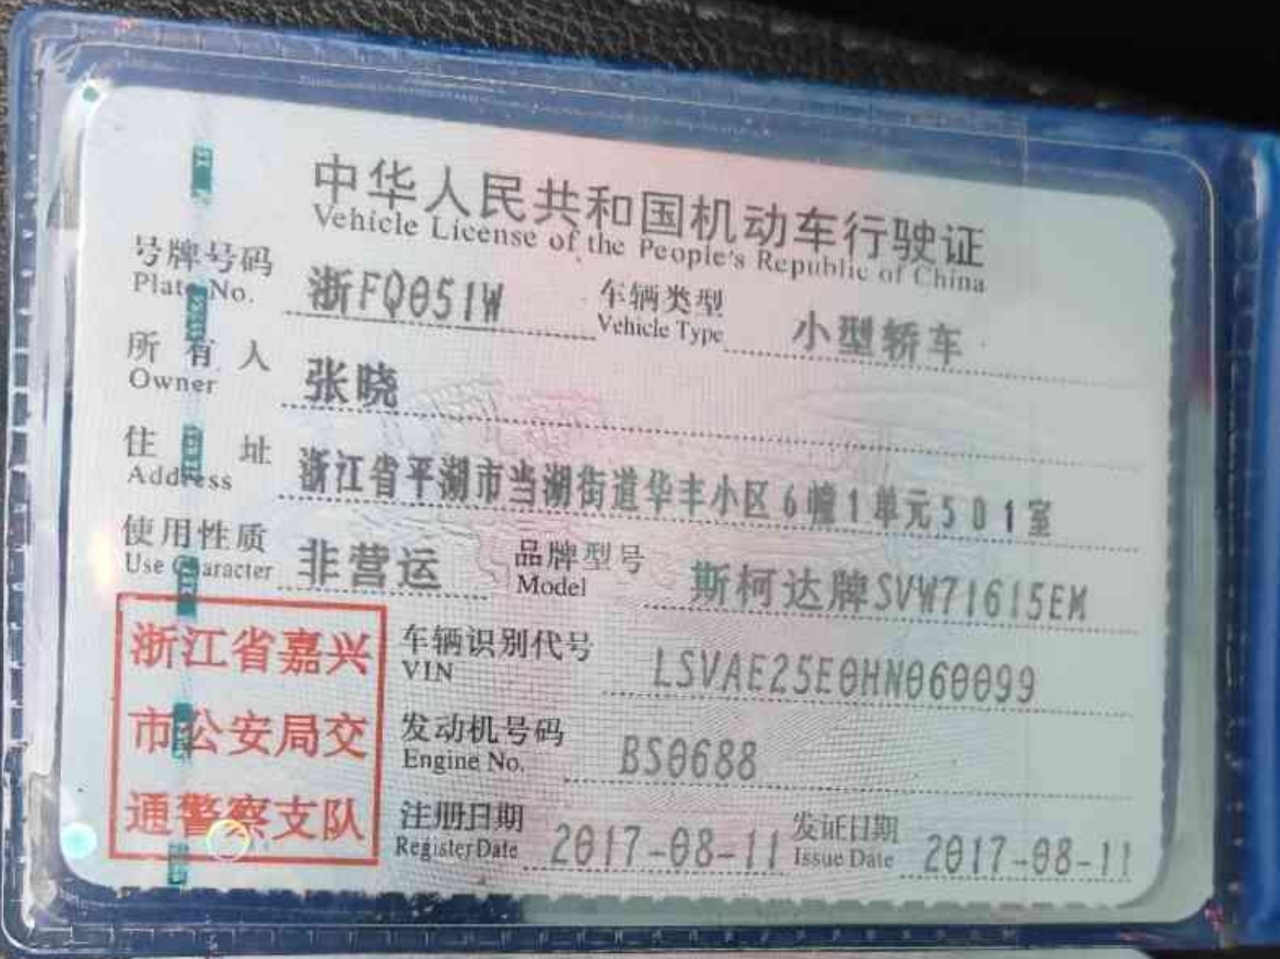 中华人民共和国机动车行驶证
Vehicle License of the People's Republic of China
号牌号码 浙FQ051W 车辆类型 小型轿车
Plate No. Vehicle Type
所有人 张晓
Owner
住址 浙江省平湖市当湖街道华丰小区6幢1单元501室
Address
使用性质 非营运 品牌型号 斯柯达牌SVW71615EM
Use Character Model
浙江省嘉兴
市公安局交
通警察支队
车辆识别代号 LSVAE25E0HN060099
VIN
发动机号码 BS0688
Engine No.
注册日期 2017-08-11 发证日期 2017-08-11
Register Date Issue Date